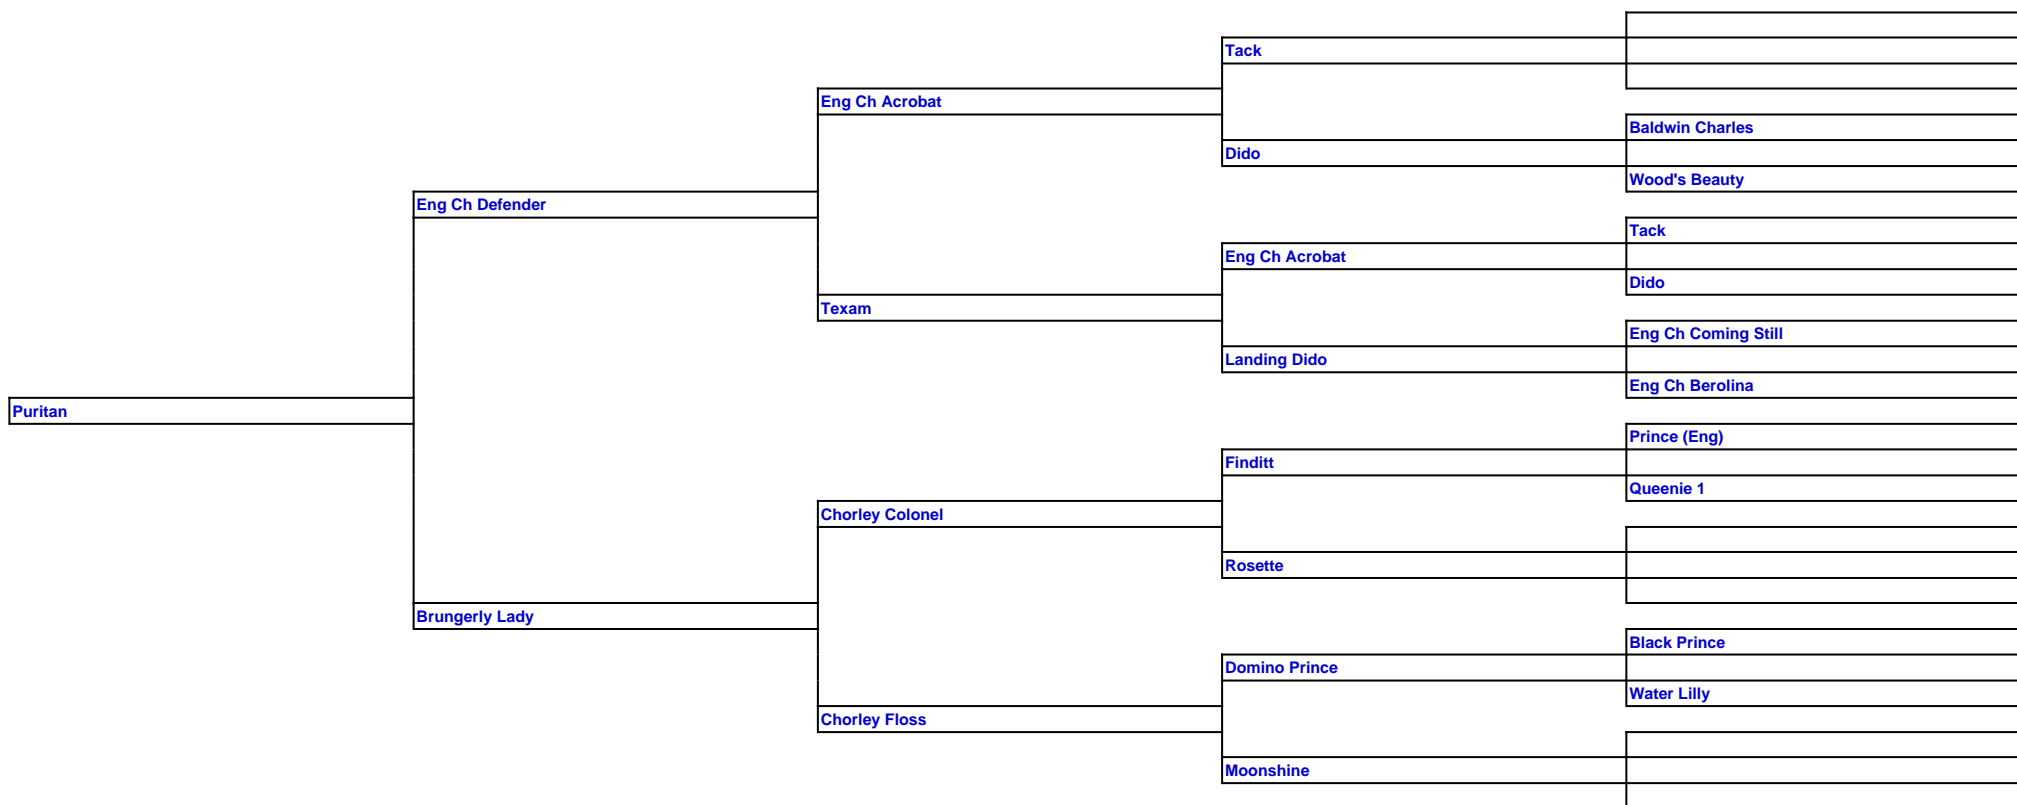 Tack
Eng Ch Acrobat
Baldwin Charles
Dido
Wood's Beauty
Eng Ch Defender
Tack
Eng Ch Acrobat
Dido
Texam
Eng Ch Coming Still
Landing Dido
Eng Ch Berolina
Puritan
Prince (Eng)
Finditt
Queenie 1
Chorley Colonel
Rosette
Brungerly Lady
Black Prince
Domino Prince
Water Lilly
Chorley Floss
Moonshine